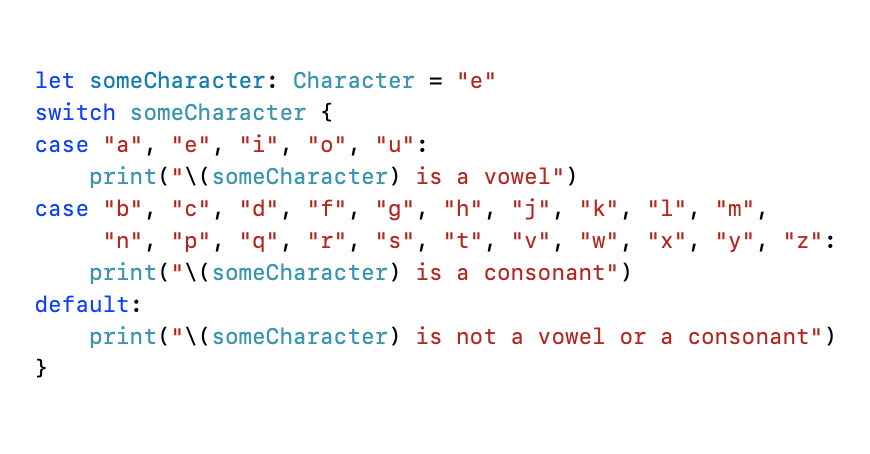 let someCharacter: Character = "e"
switch someCharacter {
case "a", "e", "i", "o", "u":
    print("\(someCharacter) is a vowel")
case "b", "c", "d", "f", "g", "h", "j", "k", "l", "m",
     "n", "p", "q", "r", "s", "t", "v", "w", "x", "y", "z":
    print("\(someCharacter) is a consonant")
default:
    print("\(someCharacter) is not a vowel or a consonant")
}